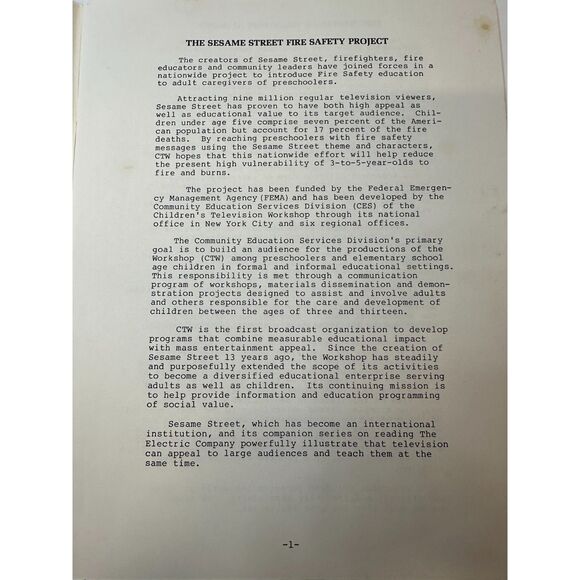 THE SESAME STREET FIRE SAFETY PROJECT
The creators of Sesame Street, firefighters, fire
educators and community leaders have joined forces in a
nationwide project to introduce Fire Safety education
to adult caregivers of preschoolers.
Attracting nine million regular television viewers,
Sesame Street has proven to have both high appeal as
well as educational value to its target audience. Chil-
dren under age five comprise seven percent of the Ameri-
can population but account for 17 percent of the fire
deaths. By reaching preschoolers with fire safety
messages using the Sesame Street theme and characters,
CTW hopes that this nationwide effort will help reduce
the present high vulnerability of 3-to-5-year-olds to
fire and burns.
The project has been funded by the Federal Emergen-
cy Management Agency (FEMA) and has been developed by the
Community Education Services Division (CES) of the
Children's Television Workshop through its national
office in New York City and six regional offices.
The Community Education Services Division's primary
goal is to build an audience for the productions of the
Workshop (CTW) among preschoolers and elementary school
age children in formal and informal educational settings.
This responsibility is met through a communication
program of workshops, materials dissemination and demon-
stration projects designed to assist and involve adults
and others responsible for the care and development of
children between the ages of three and thirteen.
CTW is the first broadcast organization to develop
programs that combine measurable educational impact
with mass entertainment appeal. Since the creation of
Sesame Street 13 years ago, the Workshop has steadily
and purposefully extended the scope of its activities
to become a diversified educational enterprise serving
adults as well as children. Its continuing mission is
to help provide information and education programming
of social value.
Sesame Street, which has become an international
institution, and its companion series on reading The
Electric Company powerfully illustrate that television
can appeal to large audiences and teach them at the
same time.
-1-